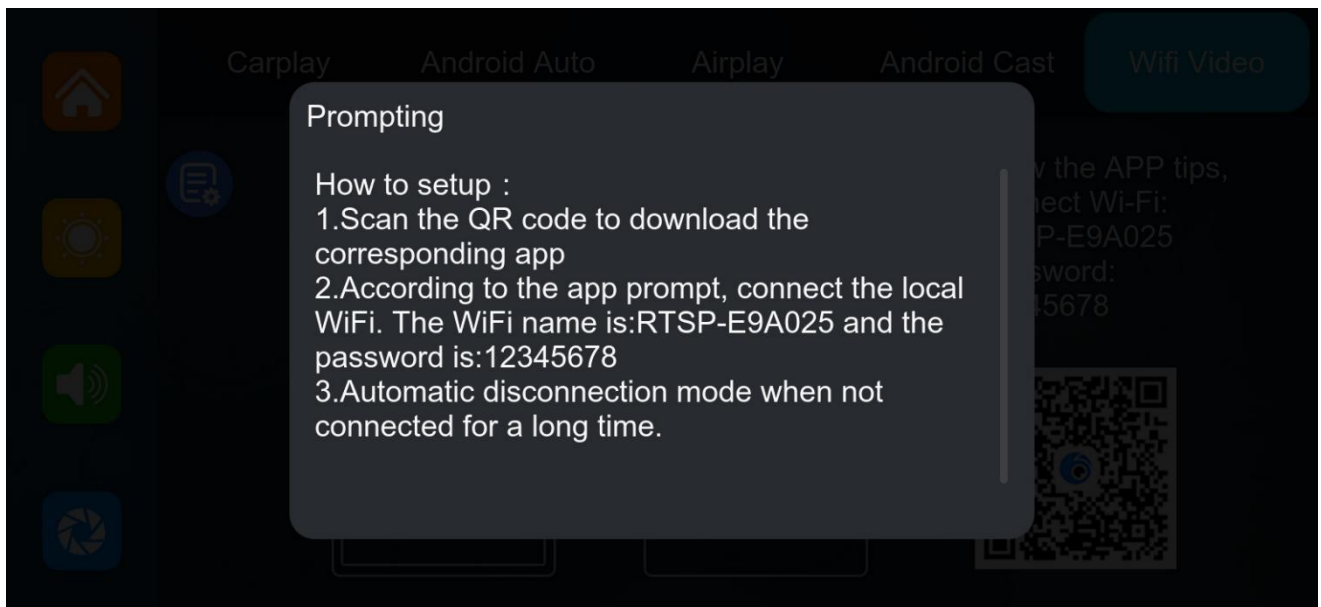 Carplay Android Auto Airplay Android Cast Wifi Video
Prompting
How to setup：
1.Scan the QR code to download the
corresponding app
2.According to the app prompt, connect the local
WiFi. The WiFi name is:RTSP-E9A025 and the
password is:12345678
3.Automatic disconnection mode when not
connected for a long time.
the APP tips,
Wi-Fi:
P-E9A025
5678